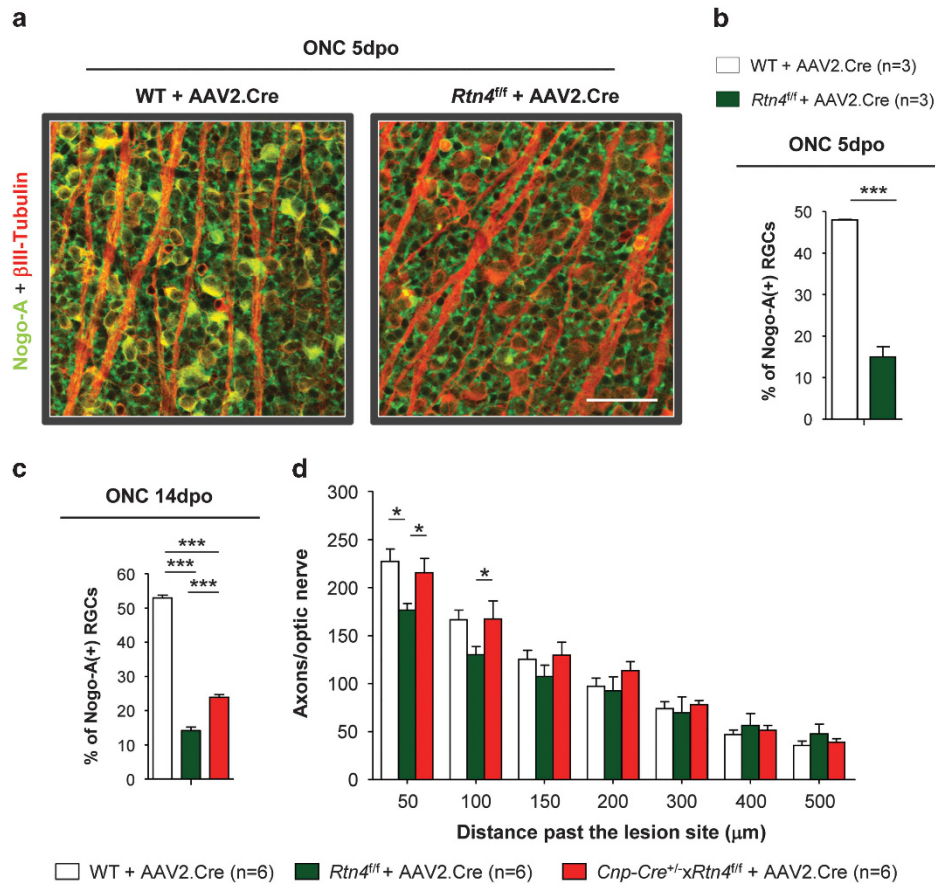 a
ONC 5dpo
WT + AAV2.Cre
Rtn4f/f + AAV2.Cre
Nogo-A + βIII-Tubulin
b
WT + AAV2.Cre (n=3)
Rtn4f/f + AAV2.Cre (n=3)
ONC 5dpo
***
% of Nogo-A(+) RGCs
50
40
30
20
10
0
c
ONC 14dpo
***
***
***
% of Nogo-A(+) RGCs
60
50
40
30
20
10
0
d
Axons/optic nerve
300
250
200
150
100
50
0
*
*
*
50 100 150 200 300 400 500
Distance past the lesion site (μm)
WT + AAV2.Cre (n=6) Rtn4f/f + AAV2.Cre (n=6) Cnp-Cre+/-xRtn4f/f + AAV2.Cre (n=6)